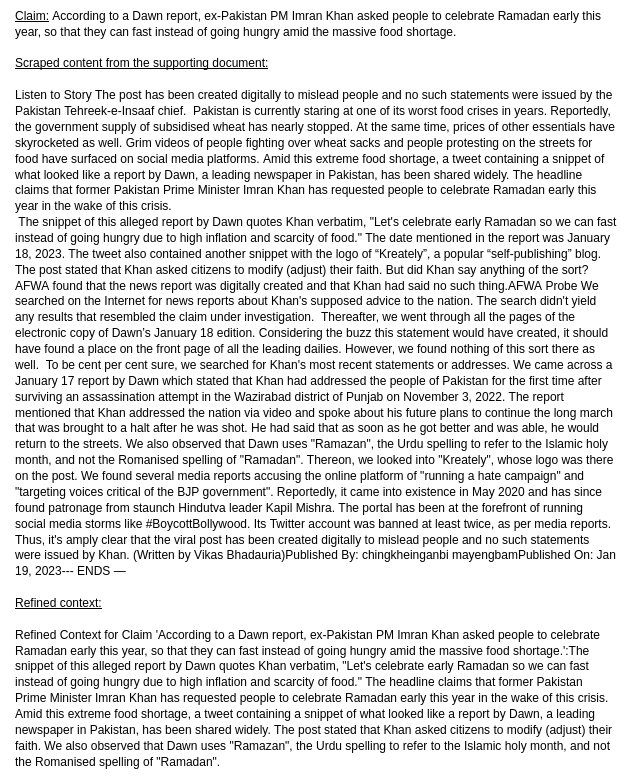 Claim: According to a Dawn report, ex-Pakistan PM Imran Khan asked people to celebrate Ramadan early this
year, so that they can fast instead of going hungry amid the massive food shortage.
Scraped content from the supporting document:
Listen to Story The post has been created digitally to mislead people and no such statements were issued by the
Pakistan Tehreek-e-Insaaf chief.  Pakistan is currently staring at one of its worst food crises in years. Reportedly,
the government supply of subsidised wheat has nearly stopped. At the same time, prices of other essentials have
skyrocketed as well. Grim videos of people fighting over wheat sacks and people protesting on the streets for
food have surfaced on social media platforms. Amid this extreme food shortage, a tweet containing a snippet of
what looked like a report by Dawn, a leading newspaper in Pakistan, has been shared widely. The headline
claims that former Pakistan Prime Minister Imran Khan has requested people to celebrate Ramadan early this
year in the wake of this crisis.
The snippet of this alleged report by Dawn quotes Khan verbatim, "Let's celebrate early Ramadan so we can fast
instead of going hungry due to high inflation and scarcity of food." The date mentioned in the report was January
18, 2023. The tweet also contained another snippet with the logo of “Kreately”, a popular “self-publishing” blog.
The post stated that Khan asked citizens to modify (adjust) their faith. But did Khan say anything of the sort?
AFWA found that the news report was digitally created and that Khan had said no such thing.AFWA Probe We
searched on the Internet for news reports about Khan's supposed advice to the nation. The search didn't yield
any results that resembled the claim under investigation.  Thereafter, we went through all the pages of the
electronic copy of Dawn’s January 18 edition. Considering the buzz this statement would have created, it should
have found a place on the front page of all the leading dailies. However, we found nothing of this sort there as
well.  To be cent per cent sure, we searched for Khan's most recent statements or addresses. We came across a
January 17 report by Dawn which stated that Khan had addressed the people of Pakistan for the first time after
surviving an assassination attempt in the Wazirabad district of Punjab on November 3, 2022. The report
mentioned that Khan addressed the nation via video and spoke about his future plans to continue the long march
that was brought to a halt after he was shot. He had said that as soon as he got better and was able, he would
return to the streets. We also observed that Dawn uses "Ramazan", the Urdu spelling to refer to the Islamic holy
month, and not the Romanised spelling of "Ramadan". Thereon, we looked into "Kreately", whose logo was there
on the post. We found several media reports accusing the online platform of "running a hate campaign" and
"targeting voices critical of the BJP government". Reportedly, it came into existence in May 2020 and has since
found patronage from staunch Hindutva leader Kapil Mishra. The portal has been at the forefront of running
social media storms like #BoycottBollywood. Its Twitter account was banned at least twice, as per media reports.
Thus, it's amply clear that the viral post has been created digitally to mislead people and no such statements
were issued by Khan. (Written by Vikas Bhadauria)Published By: chingkheinganbi mayengbamPublished On: Jan
19, 2023--- ENDS —
Refined context:
Refined Context for Claim 'According to a Dawn report, ex-Pakistan PM Imran Khan asked people to celebrate
Ramadan early this year, so that they can fast instead of going hungry amid the massive food shortage.':The
snippet of this alleged report by Dawn quotes Khan verbatim, "Let's celebrate early Ramadan so we can fast
instead of going hungry due to high inflation and scarcity of food." The headline claims that former Pakistan
Prime Minister Imran Khan has requested people to celebrate Ramadan early this year in the wake of this crisis.
Amid this extreme food shortage, a tweet containing a snippet of what looked like a report by Dawn, a leading
newspaper in Pakistan, has been shared widely. The post stated that Khan asked citizens to modify (adjust) their
faith. We also observed that Dawn uses "Ramazan", the Urdu spelling to refer to the Islamic holy month, and not
the Romanised spelling of "Ramadan".